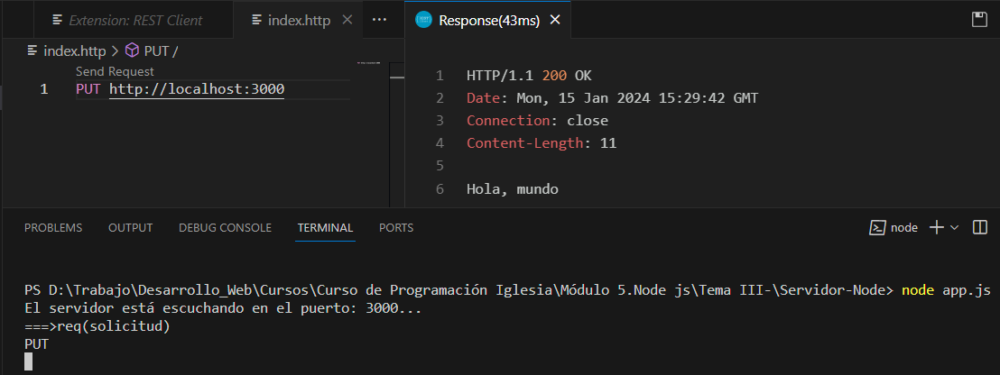 Extension: REST Client
index.http
Response(43ms)
index.http > PUT /
Send Request
1 PUT http://localhost:3000
1 HTTP/1.1 200 OK
2 Date: Mon, 15 Jan 2024 15:29:42 GMT
3 Connection: close
4 Content-Length: 11
5
6 Hola, mundo
PROBLEMS OUTPUT DEBUG CONSOLE TERMINAL PORTS node
PS D:\Trabajo\Desarrollo_Web\Cursos\Curso de Programación Iglesia\Módulo 5.Node js\Tema III-\Servidor-Node> node app.js
El servidor está escuchando en el puerto: 3000...
===>req(solicitud)
PUT